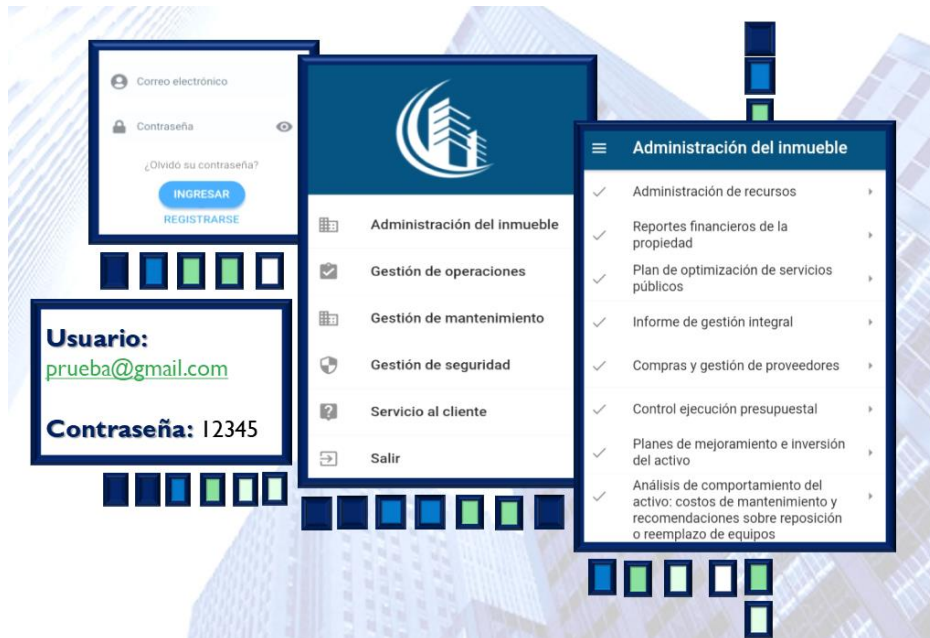 Correo electrónico
Contraseña
¿Olvidó su contraseña?
INGRESAR
REGISTRARSE
Usuario:
prueba@gmail.com
Contraseña: 12345
Administración del inmueble
Gestión de operaciones
Gestión de mantenimiento
Gestión de seguridad
Servicio al cliente
Salir
Administración del inmueble
Administración de recursos
Reportes financieros de la
propiedad
Plan de optimización de servicios
públicos
Informe de gestión integral
Compras y gestión de proveedores
Control ejecución presupuestal
Planes de mejoramiento e inversión
del activo
Análisis de comportamiento del
activo: costos de mantenimiento y
recomendaciones sobre reposición
o reemplazo de equipos